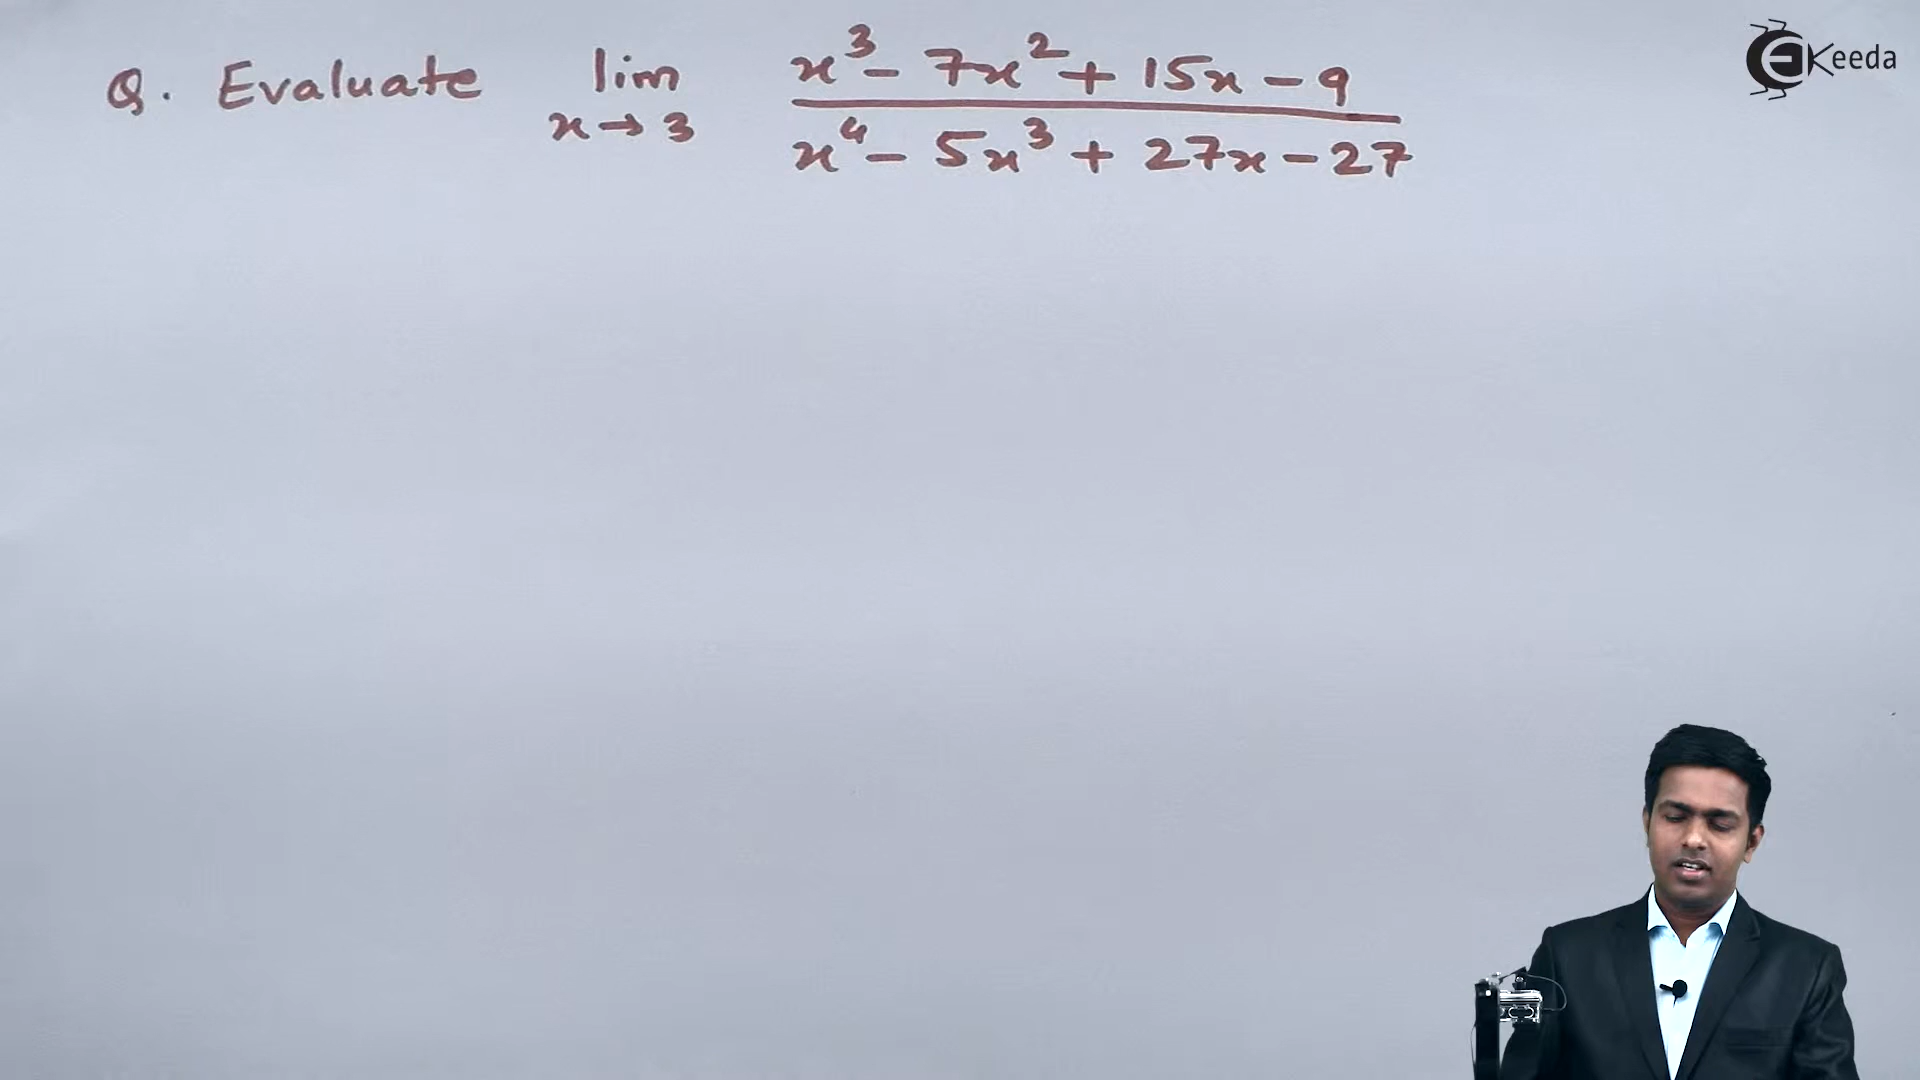 Q. Evaluate lim x→3 x³ - 7x² + 15x - 9 / x⁴ - 5x³ + 27x - 27
Keeda